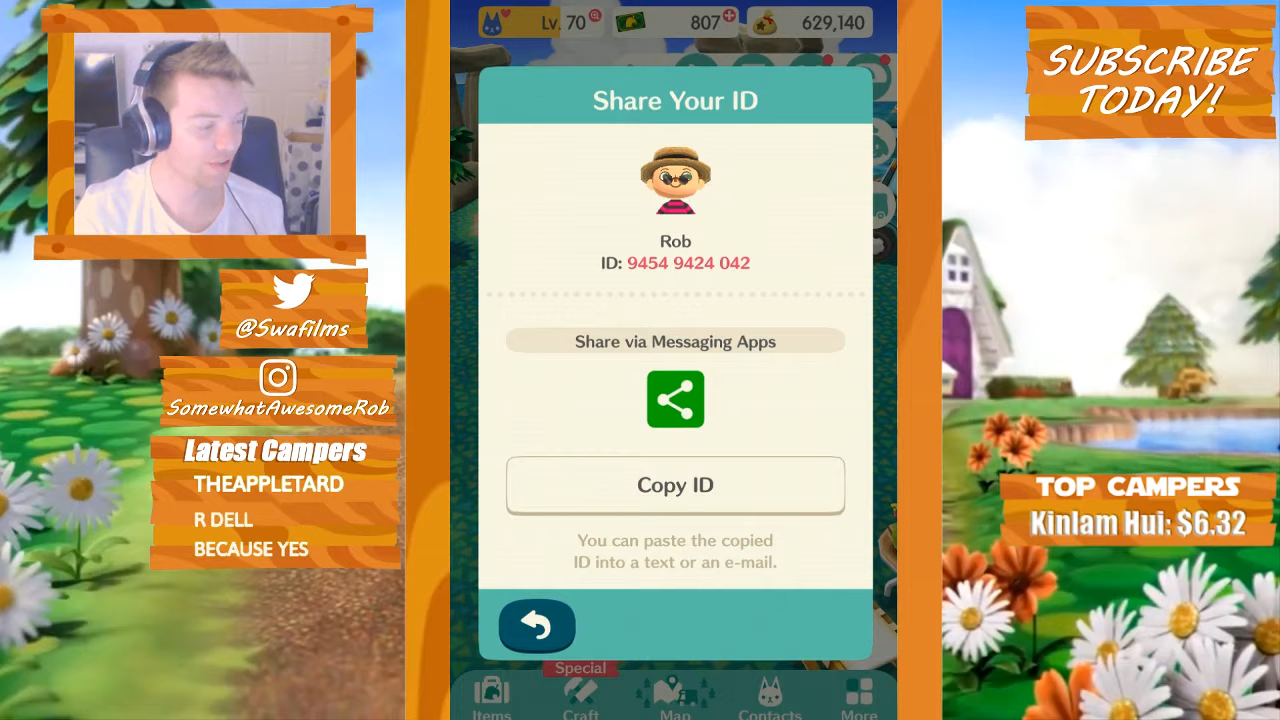 @Swafilms
SomewhatAwesomeRob
Latest Campers
THEAPPLETARD
R DELL
BECAUSE YES
Lv. 70
807
629,140
Share Your ID
Rob
ID: 9454 9424 042
Share via Messaging Apps
Copy ID
You can paste the copied
ID into a text or an e-mail.
Special
Items
Craft
Map
Contacts
More
SUBSCRIBE
TODAY!
TOP CAMPERS
Kinlam Hui: $6.32